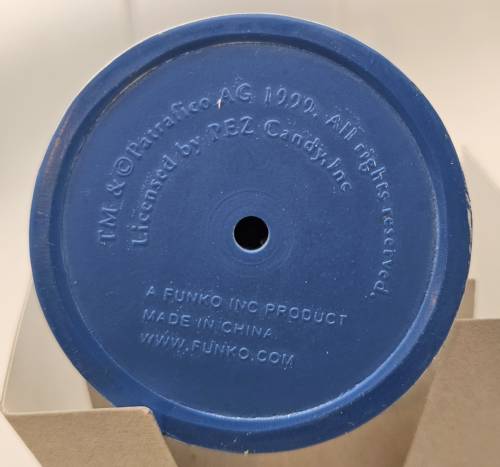 TM & © Patrafico AG 1999. All rights reserved.
Licensed by PEZ Candy, Inc
A FUNKO INC PRODUCT
MADE IN CHINA
WWW.FUNKO.COM